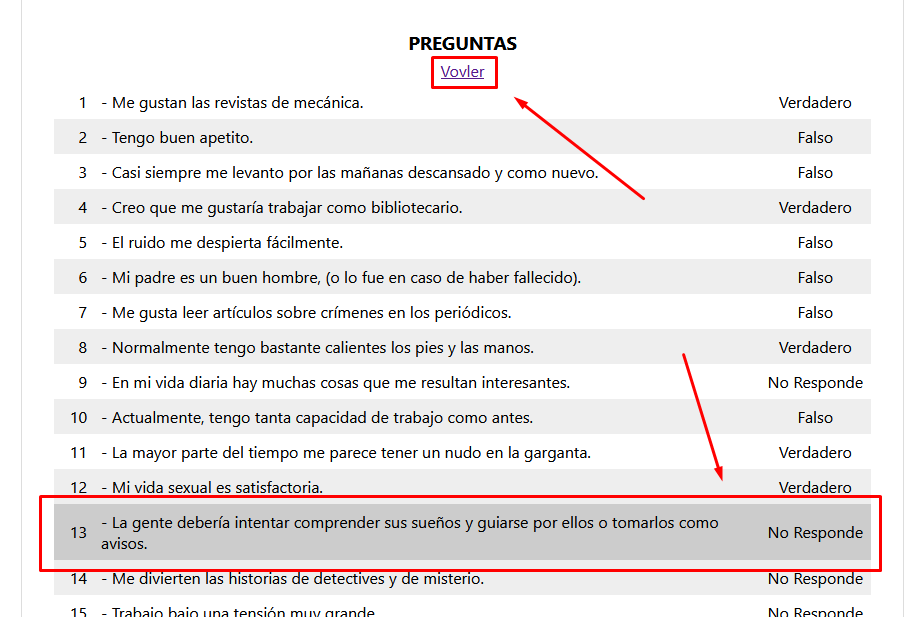 PREGUNTAS
Vovler
1 - Me gustan las revistas de mecánica. Verdadero
2 - Tengo buen apetito. Falso
3 - Casi siempre me levanto por las mañanas descansado y como nuevo. Falso
4 - Creo que me gustaría trabajar como bibliotecario. Verdadero
5 - El ruido me despierta fácilmente. Falso
6 - Mi padre es un buen hombre, (o lo fue en caso de haber fallecido). Falso
7 - Me gusta leer artículos sobre crímenes en los periódicos. Falso
8 - Normalmente tengo bastante calientes los pies y las manos. Verdadero
9 - En mi vida diaria hay muchas cosas que me resultan interesantes. No Responde
10 - Actualmente, tengo tanta capacidad de trabajo como antes. Falso
11 - La mayor parte del tiempo me parece tener un nudo en la garganta. Verdadero
12 - Mi vida sexual es satisfactoria. Verdadero
13 - La gente debería intentar comprender sus sueños y guiarse por ellos o tomarlos como
avisos. No Responde
14 - Me divierten las historias de detectives y de misterio. No Responde
15 - Trabajo bajo una tensión muy grande. No Responde